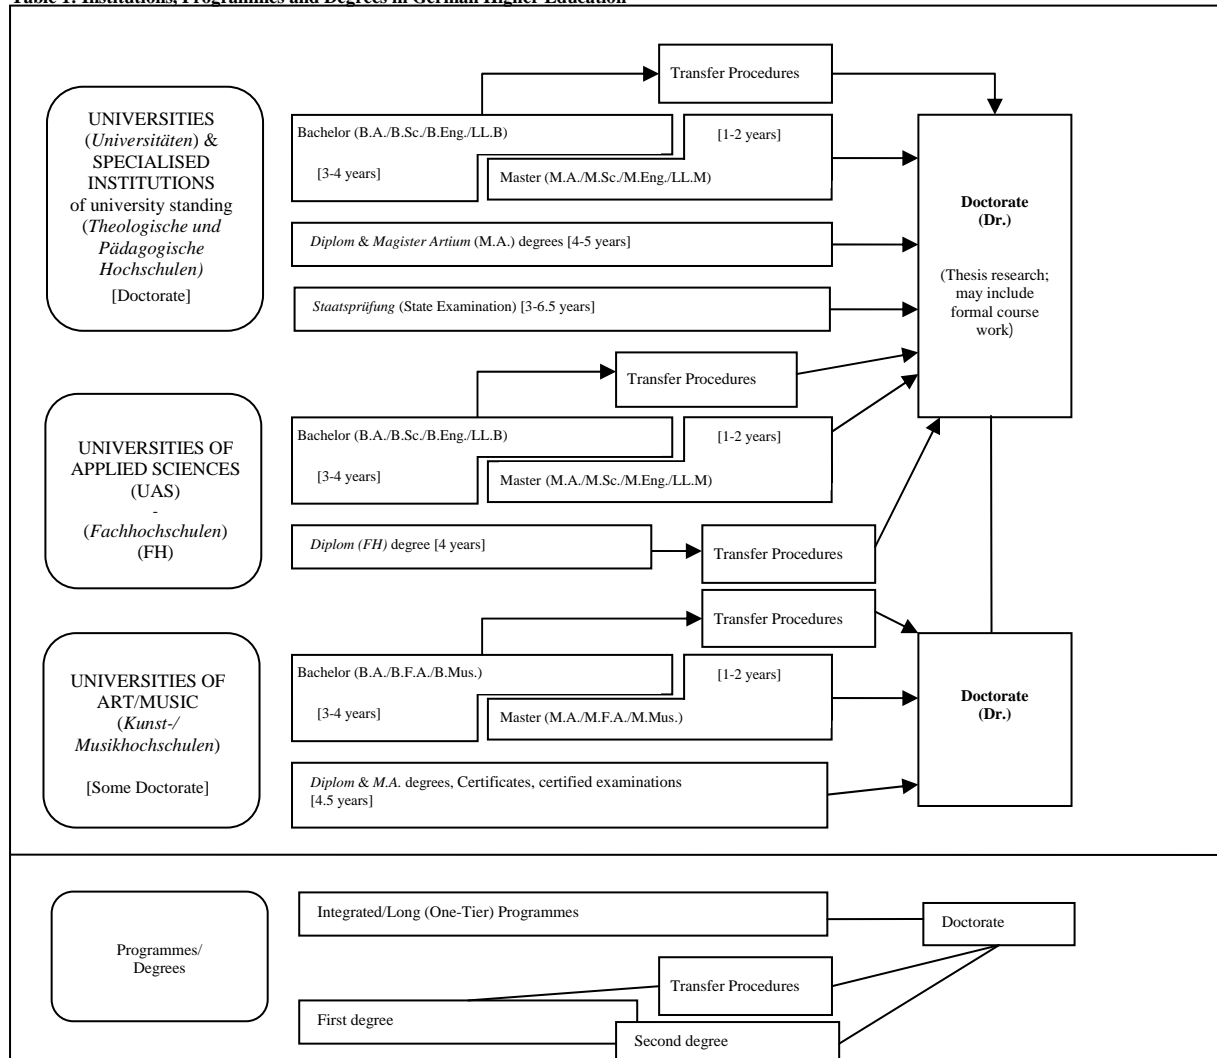 Table 1: Institutions, Programmes and Degrees in German Higher Education
Transfer Procedures
UNIVERSITIES
(Universitäten) &
SPECIALISED
INSTITUTIONS
of university standing
(Theologische und
Pädagogische
Hochschulen)
[Doctorate]
Bachelor (B.A./B.Sc./B.Eng./LL.B)
[3-4 years]
[1-2 years]
Master (M.A./M.Sc./M.Eng./LL.M)
Diplom & Magister Artium (M.A.) degrees [4-5 years]
Staatsprüfung (State Examination) [3-6.5 years]
Doctorate
(Dr.)
(Thesis research;
may include
formal course
work)
Transfer Procedures
UNIVERSITIES OF
APPLIED SCIENCES
(UAS)
-
(Fachhochschulen)
(FH)
Bachelor (B.A./B.Sc./B.Eng./LL.B)
[3-4 years]
[1-2 years]
Master (M.A./M.Sc./M.Eng./LL.M)
Diplom (FH) degree [4 years]
Transfer Procedures
Transfer Procedures
UNIVERSITIES OF
ART/MUSIC
(Kunst-/
Musikhochschulen)
[Some Doctorate]
Bachelor (B.A./B.F.A./B.Mus.)
[3-4 years]
[1-2 years]
Master (M.A./M.F.A./M.Mus.)
Diplom & M.A. degrees, Certificates, certified examinations
[4.5 years]
Doctorate
(Dr.)
Programmes/
Degrees
Integrated/Long (One-Tier) Programmes
Doctorate
Transfer Procedures
First degree
Second degree